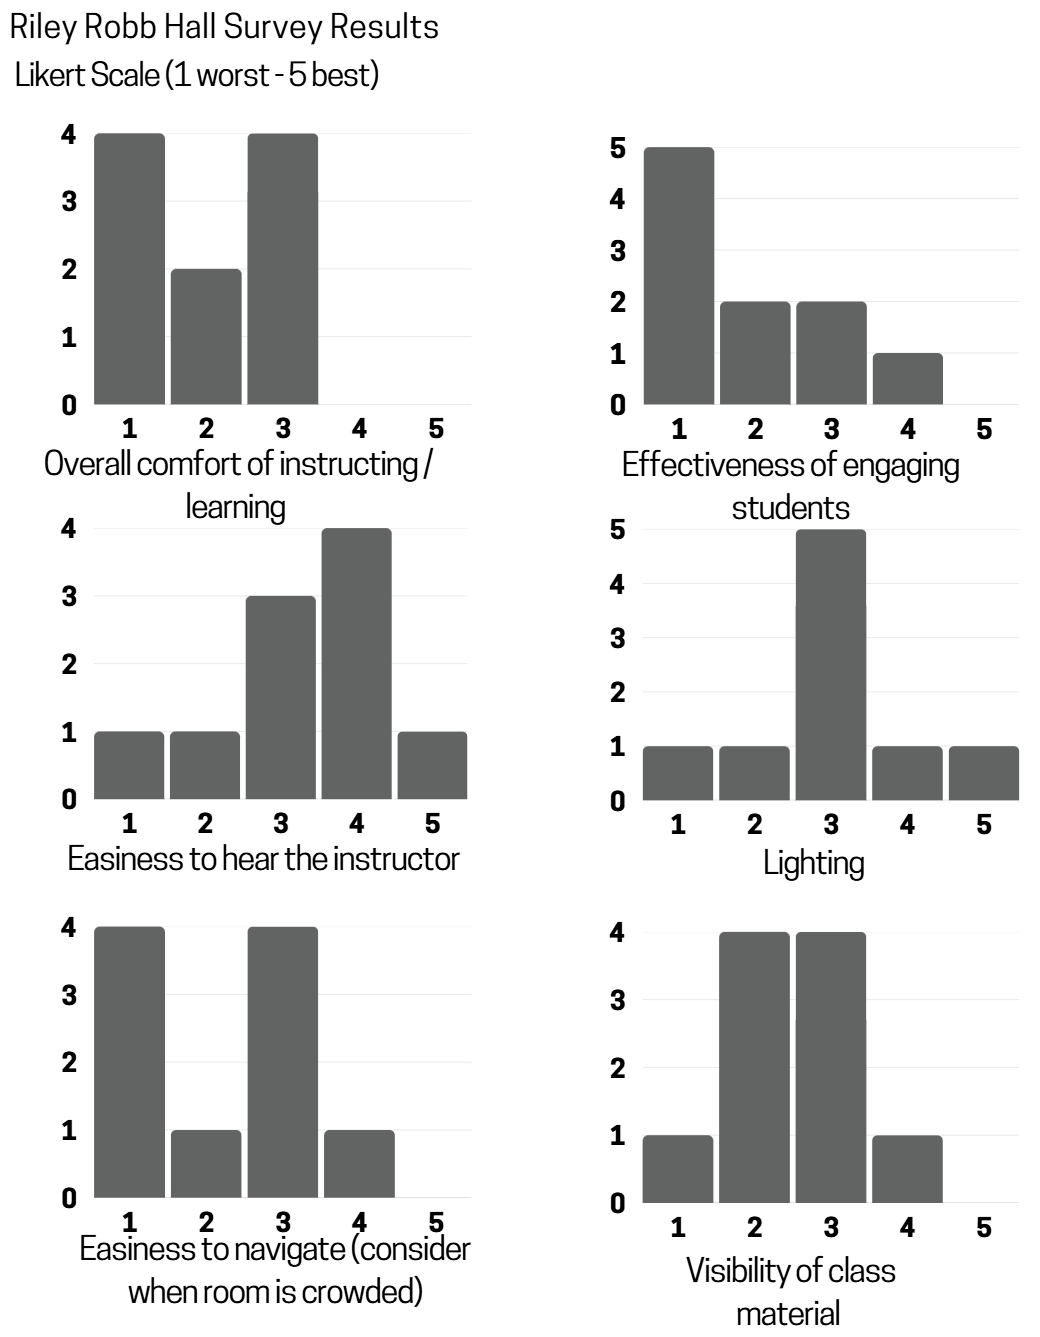 Riley Robb Hall Survey Results
Likert Scale (1 worst - 5 best)
4
3
2
1
0
1 2 3 4 5
Overall comfort of instructing /
learning
5
4
3
2
1
0
1 2 3 4 5
Effectiveness of engaging
students
4
3
2
1
0
1 2 3 4 5
Easiness to hear the instructor
5
4
3
2
1
0
1 2 3 4 5
Lighting
4
3
2
1
0
1 2 3 4 5
Easiness to navigate (consider
when room is crowded)
4
3
2
1
0
1 2 3 4 5
Visibility of class
material